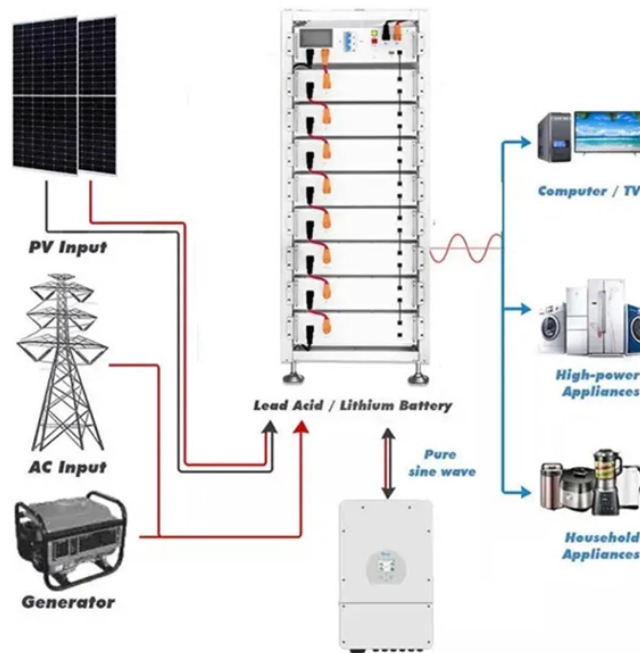 PV Input
AC Input
Generator
Lead Acid / Lithium Battery
Pure
sine wave
Computer / TV
High-power
Appliances
Household
Appliances